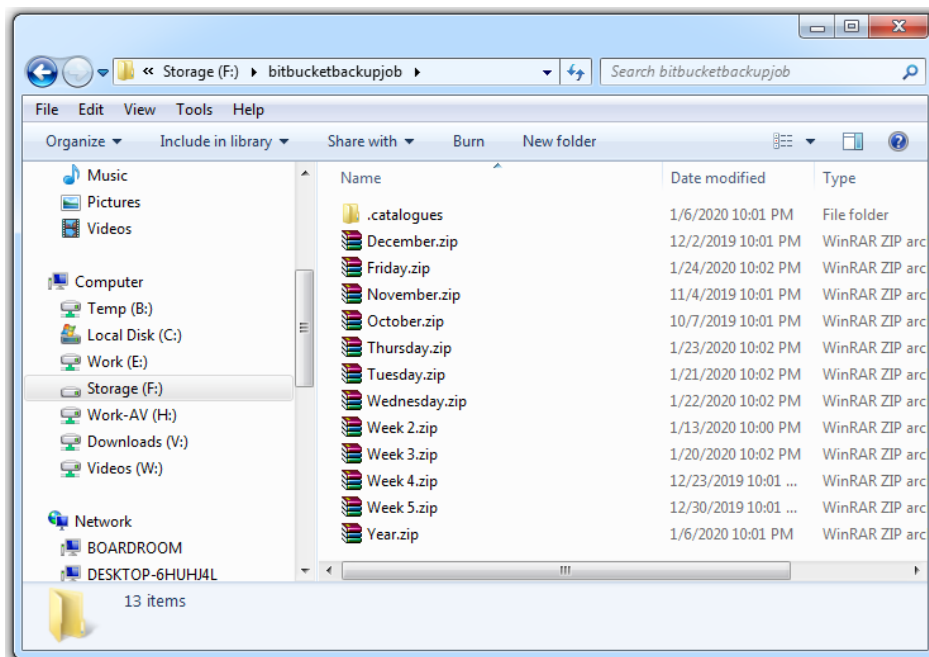 « Storage (F:) ▸ bitbucketbackupjob ▸ Search bitbucketbackupjob
File Edit View Tools Help
Organize Include in library Share with Burn New folder
Music
Pictures
Videos
Computer
Temp (B:)
Local Disk (C:)
Work (E:)
Storage (F:)
Work-AV (H:)
Downloads (V:)
Videos (W:)
Network
BOARDROOM
DESKTOP-6HUHJ4L
Name Date modified Type
.catalogues 1/6/2020 10:01 PM File folder
December.zip 12/2/2019 10:01 PM WinRAR ZIP arc
Friday.zip 1/24/2020 10:02 PM WinRAR ZIP arc
November.zip 11/4/2019 10:01 PM WinRAR ZIP arc
October.zip 10/7/2019 10:01 PM WinRAR ZIP arc
Thursday.zip 1/23/2020 10:02 PM WinRAR ZIP arc
Tuesday.zip 1/21/2020 10:02 PM WinRAR ZIP arc
Wednesday.zip 1/22/2020 10:02 PM WinRAR ZIP arc
Week 2.zip 1/13/2020 10:00 PM WinRAR ZIP arc
Week 3.zip 1/20/2020 10:02 PM WinRAR ZIP arc
Week 4.zip 12/23/2019 10:01 ... WinRAR ZIP arc
Week 5.zip 12/30/2019 10:01 ... WinRAR ZIP arc
Year.zip 1/6/2020 10:01 PM WinRAR ZIP arc
13 items